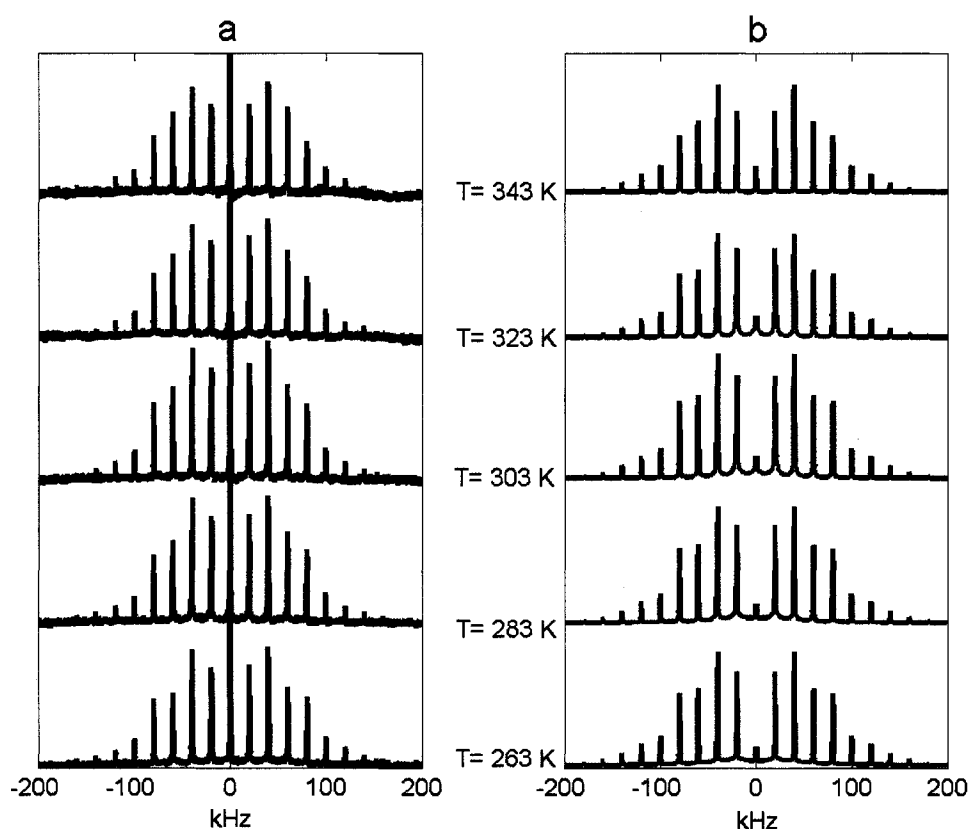 a
b
T= 343 K
T= 323 K
T= 303 K
T= 283 K
T= 263 K
-200 -100 0 100 200
-200 -100 0 100 200
kHz
kHz